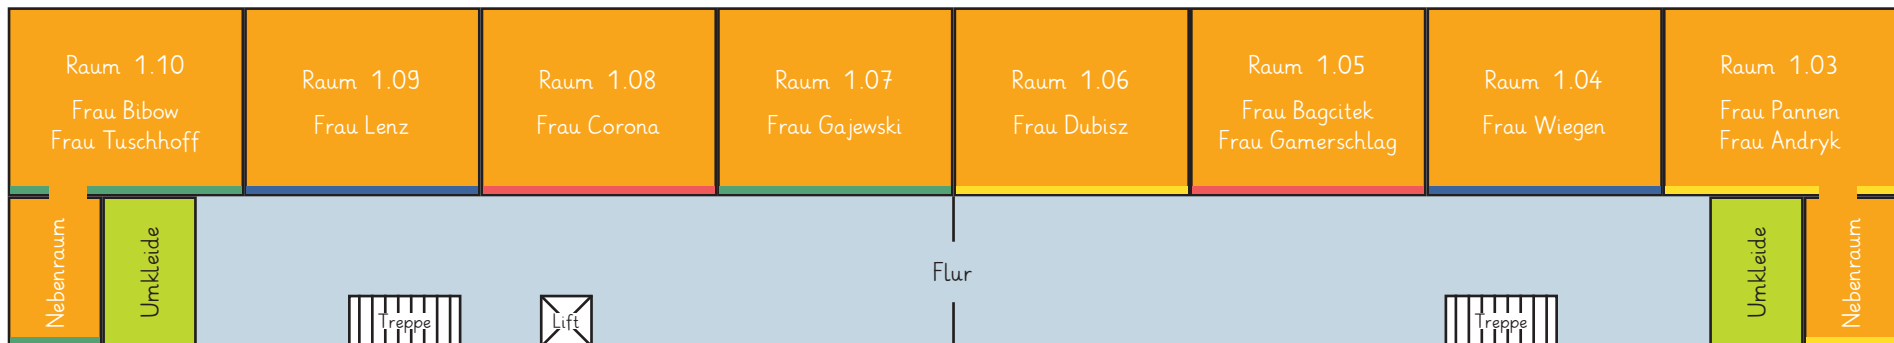 Raum 1.10
Frau Bibow
Frau Tuschhoff
Raum 1.09
Frau Lenz
Raum 1.08
Frau Corona
Raum 1.07
Frau Gajewski
Raum 1.06
Frau Dubisz
Raum 1.05
Frau Bagcitek
Frau Gamerschlag
Raum 1.04
Frau Wiegen
Raum 1.03
Frau Pannen
Frau Andryk
Nebenraum
Umkleide
Treppe
Lift
Flur
Treppe
Umkleide
Nebenraum